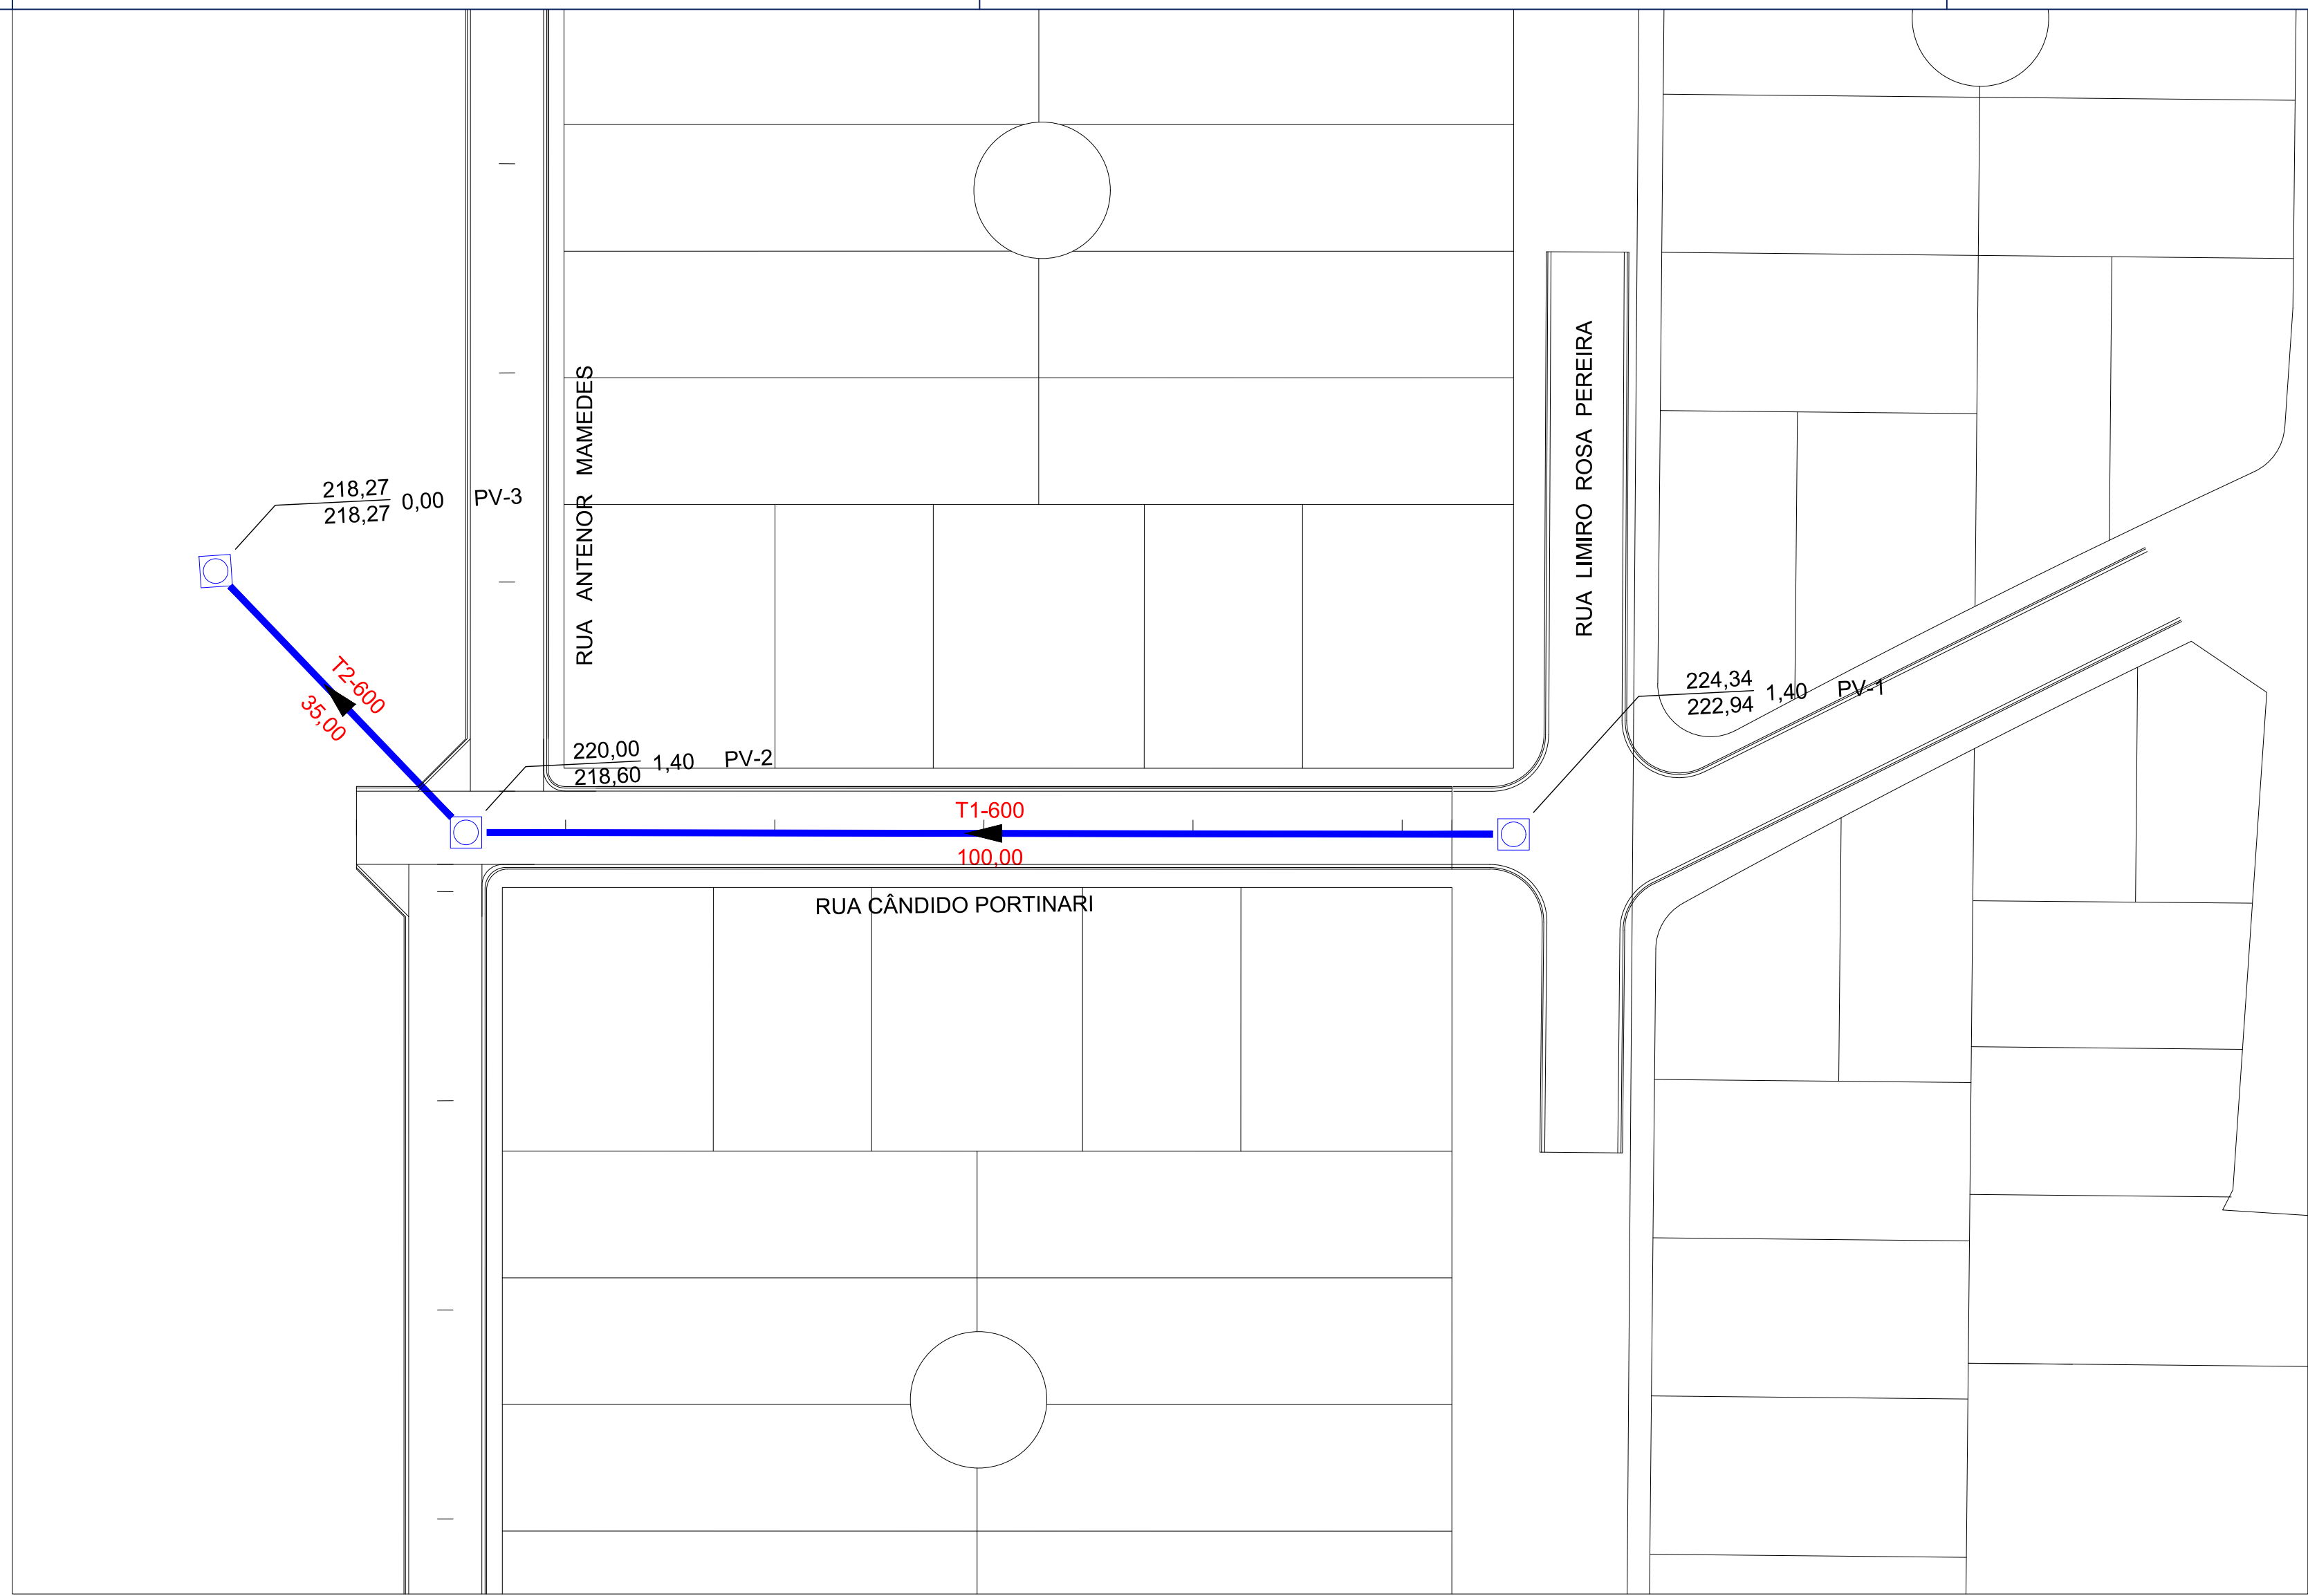 RUA ANTENOR MAMEDES
RUA LIMIRO ROSA PEREIRA
218,27
218,27
0,00
PV-3
T2-600
35,00
224,34
222,94
1,40
PV-1
220,00
218,60
1,40
PV-2
T1-600
100,00
RUA CÂNDIDO PORTINARI